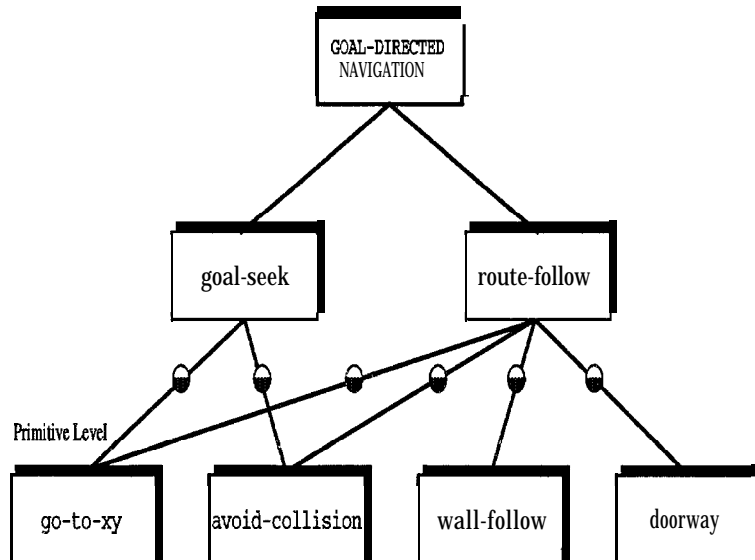 GOAL-DIRECTED
NAVIGATION
goal-seek
route-follow
Primitive Level
go-to-xy
avoid-collision
wall-follow
doorway